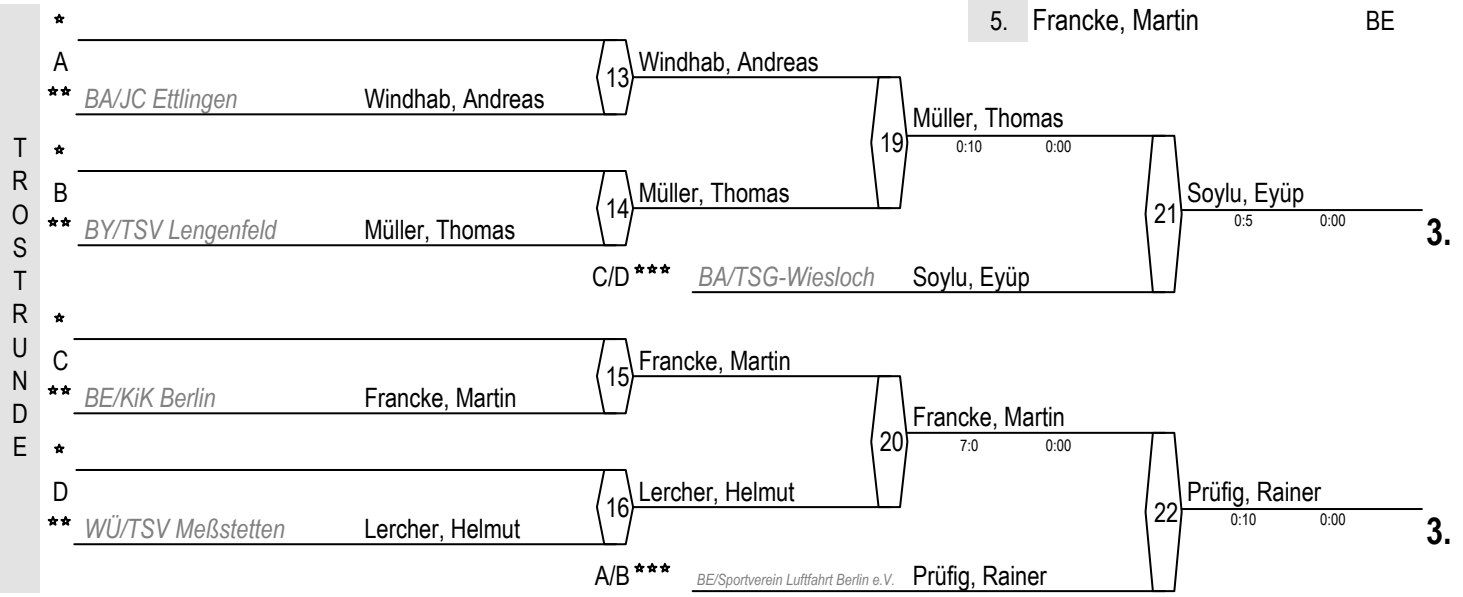 5. Francke, Martin BE
TROSTRUNDE
*
A
** BA/JC Ettlingen Windhab, Andreas
13
Windhab, Andreas
*
B
** BY/TSV Lengenfeld Müller, Thomas
14
Müller, Thomas
19
Müller, Thomas
0:10 0:00
C/D *** BA/TSG-Wiesloch Soylu, Eyüp
21
Soylu, Eyüp
0:5 0:00
3.
*
C
** BE/KiK Berlin Francke, Martin
15
Francke, Martin
*
D
** WÜ/TSV Meßstetten Lercher, Helmut
16
Lercher, Helmut
20
Francke, Martin
7:0 0:00
A/B *** BE/Sportverein Luftfahrt Berlin e.V. Prüfig, Rainer
22
Prüfig, Rainer
0:10 0:00
3.